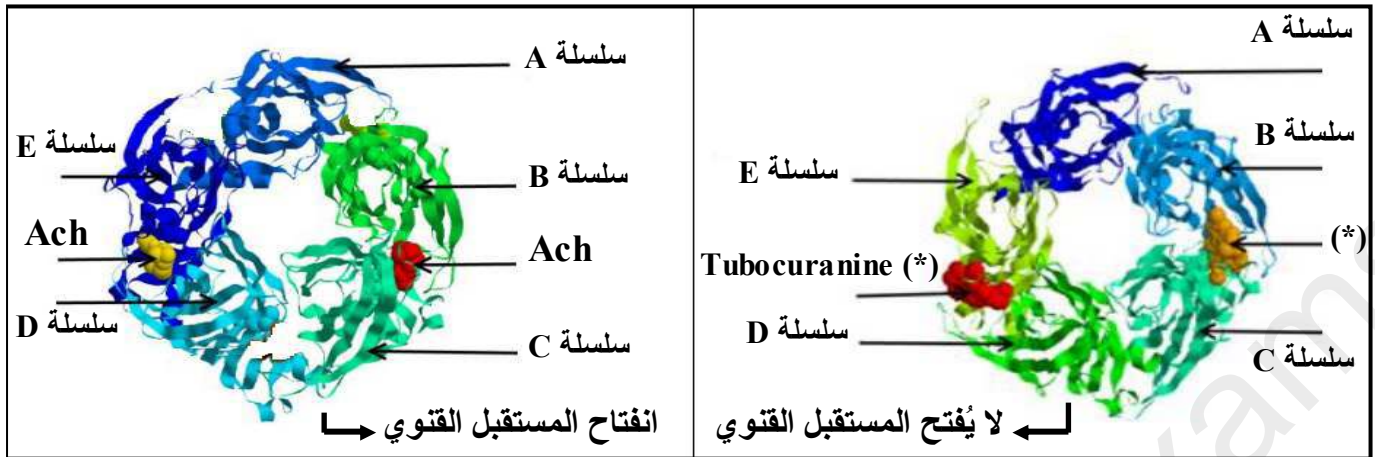 سلسلة A
سلسلة E
سلسلة B
Ach
Ach
سلسلة D
سلسلة C
انفتاح المستقبل القنوي
سلسلة A
سلسلة B
سلسلة E
(*)
Tubocuranine (*)
سلسلة D
سلسلة C
لا يُفتح المستقبل القنوي